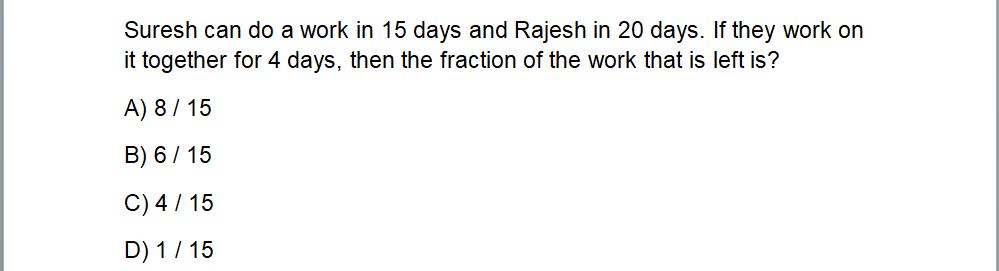 Suresh can do a work in 15 days and Rajesh in 20 days. If they work on
it together for 4 days, then the fraction of the work that is left is?
A) 8 / 15
B) 6 / 15
C) 4 / 15
D) 1 / 15